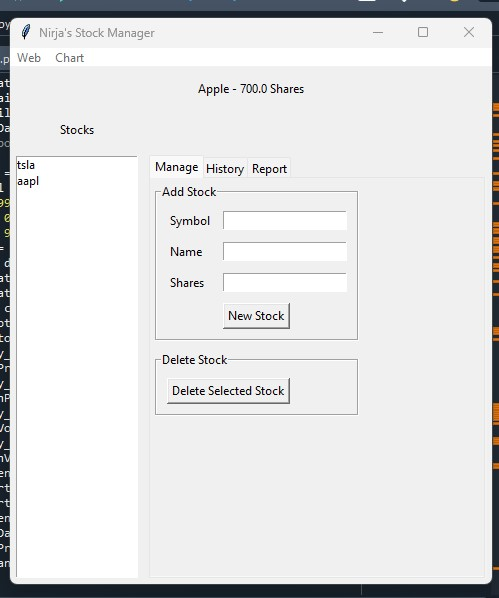 Nirja's Stock Manager
Web Chart
Apple - 700.0 Shares
Stocks
tsla
aapl
Manage History Report
Add Stock
Symbol
Name
Shares
New Stock
Delete Stock
Delete Selected Stock